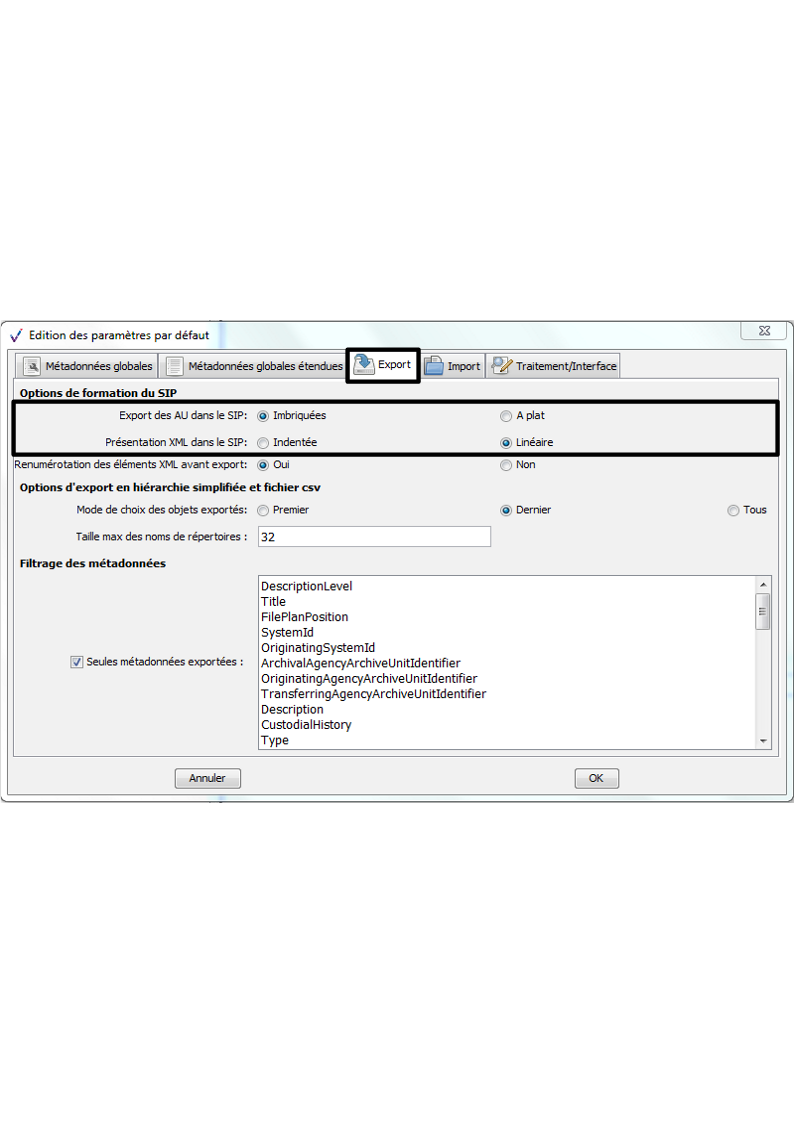 Edition des paramètres par défaut
Métadonnées globales Métadonnées globales étendues Export Import Traitement/Interface
Options de formation du SIP
Export des AU dans le SIP: Imbriquées A plat
Présentation XML dans le SIP: Indentée Linéaire
Renumérotation des éléments XML avant export: Oui Non
Options d'export en hiérarchie simplifiée et fichier csv
Mode de choix des objets exportés: Premier Dernier Tous
Taille max des noms de répertoires : 32
Filtrage des métadonnées
Seules métadonnées exportées :
DescriptionLevel
Title
FilePlanPosition
SystemId
OriginatingSystemId
ArchivalAgencyArchiveUnitIdentifier
OriginatingAgencyArchiveUnitIdentifier
TransferringAgencyArchiveUnitIdentifier
Description
CustodialHistory
Type
Annuler OK